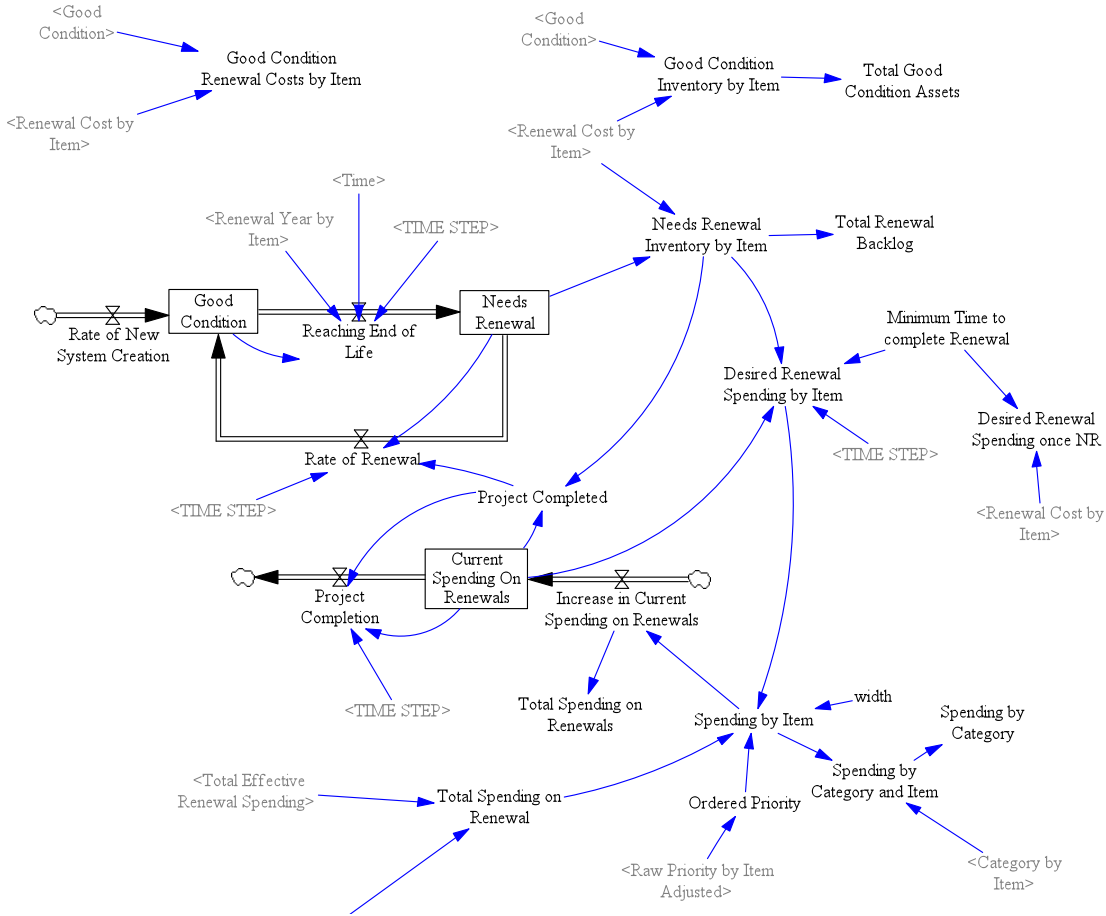 <Good
Condition>
Good Condition
Renewal Costs by Item
<Renewal Cost by
Item>
<Good
Condition>
Good Condition
Inventory by Item
Total Good
Condition Assets
<Renewal Cost by
Item>
<Time>
<Renewal Year by
Item>
<TIME STEP>
Needs Renewal
Inventory by Item
Total Renewal
Backlog
Rate of New
System Creation
Good
Condition
Reaching End of
Life
Needs
Renewal
Minimum Time to
complete Renewal
Desired Renewal
Spending by Item
Desired Renewal
Spending once NR
<TIME STEP>
<Renewal Cost by
Item>
Rate of Renewal
<TIME STEP>
Project Completed
Current
Spending On
Renewals
Project
Completion
Increase in Current
Spending on Renewals
<TIME STEP>
Total Spending on
Renewals
Spending by Item
width
Spending by
Category
Spending by
Category and Item
<Total Effective
Renewal Spending>
Total Spending on
Renewal
Ordered Priority
<Raw Priority by Item
Adjusted>
<Category by
Item>